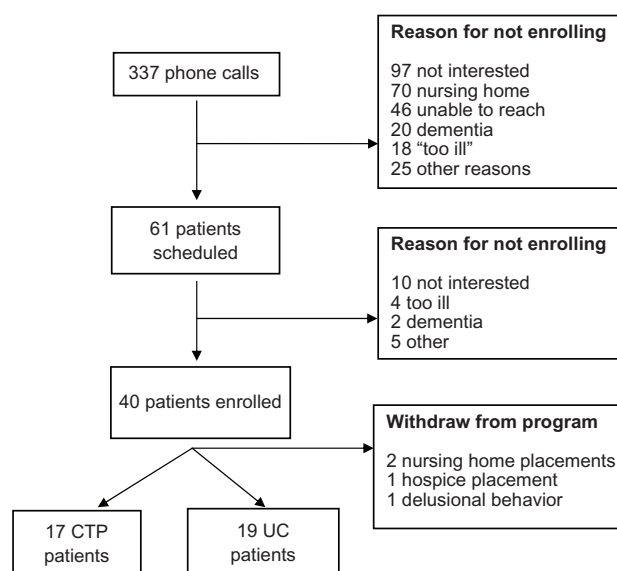 337 phone calls
Reason for not enrolling
97 not interested
70 nursing home
46 unable to reach
20 dementia
18 “too ill”
25 other reasons
61 patients
scheduled
Reason for not enrolling
10 not interested
4 too ill
2 dementia
5 other
40 patients enrolled
Withdraw from program
2 nursing home placements
1 hospice placement
1 delusional behavior
17 CTP
patients
19 UC
patients